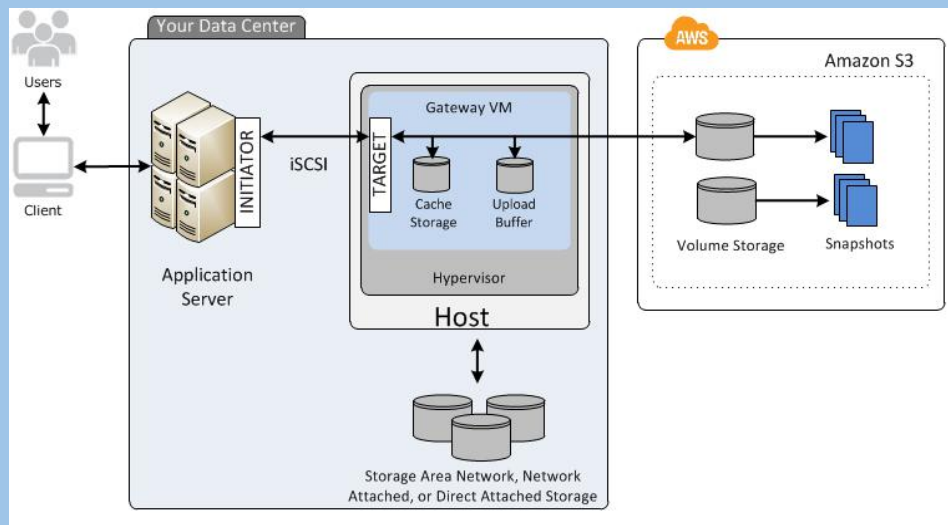 Your Data Center
AWS
Users
Amazon S3
Gateway VM
INITIATOR
iSCSI
TARGET
Client
Cache
Storage
Upload
Buffer
Volume Storage
Snapshots
Application
Server
Hypervisor
Host
Storage Area Network, Network
Attached, or Direct Attached Storage